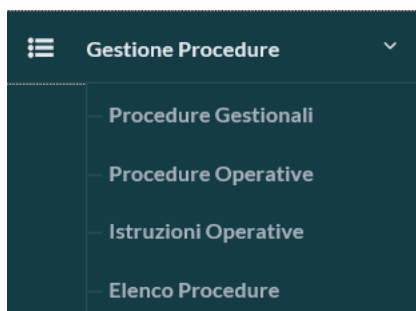 Gestione Procedure
Procedure Gestionali
Procedure Operative
Istruzioni Operative
Elenco Procedure